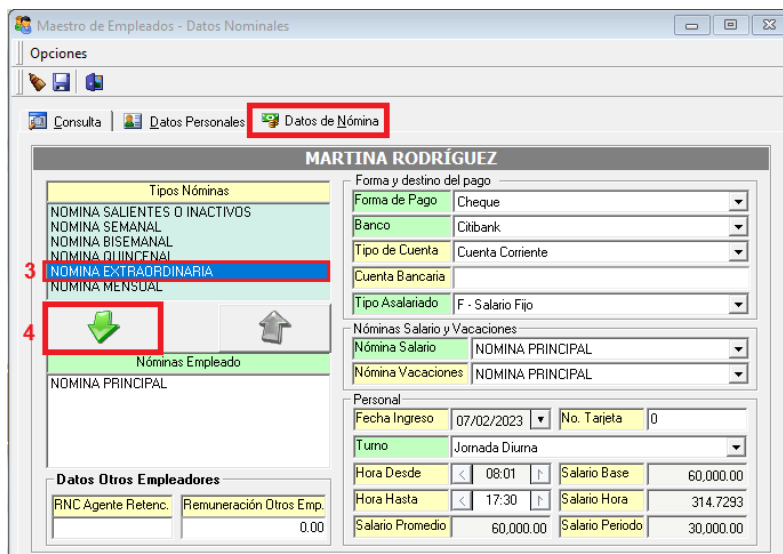 Maestro de Empleados - Datos Nominales
Opciones
Consulta Datos Personales Datos de Nómina
MARTINA RODRÍGUEZ
Tipos Nóminas
NOMINA SALIENTES O INACTIVOS
NOMINA SEMANAL
NOMINA BISEMANAL
NOMINA QUINCENAL
3 NOMINA EXTRAORDINARIA
NOMINA MENSUAL
4
Nóminas Empleado
NOMINA PRINCIPAL
Datos Otros Empleadores
RNC Agente Retenc. Remuneración Otros Emp.
0.00
Forma y destino del pago
Forma de Pago Cheque
Banco Citibank
Tipo de Cuenta Cuenta Corriente
Cuenta Bancaria
Tipo Asalariado F - Salario Fijo
Nóminas Salario y Vacaciones
Nómina Salario NOMINA PRINCIPAL
Nómina Vacaciones NOMINA PRINCIPAL
Personal
Fecha Ingreso 07/02/2023 No. Tarjeta 0
Turno Jornada Diurna
Hora Desde 08:01 Salario Base 60,000.00
Hora Hasta 17:30 Salario Hora 314.7293
Salario Promedio 60,000.00 Salario Periodo 30,000.00